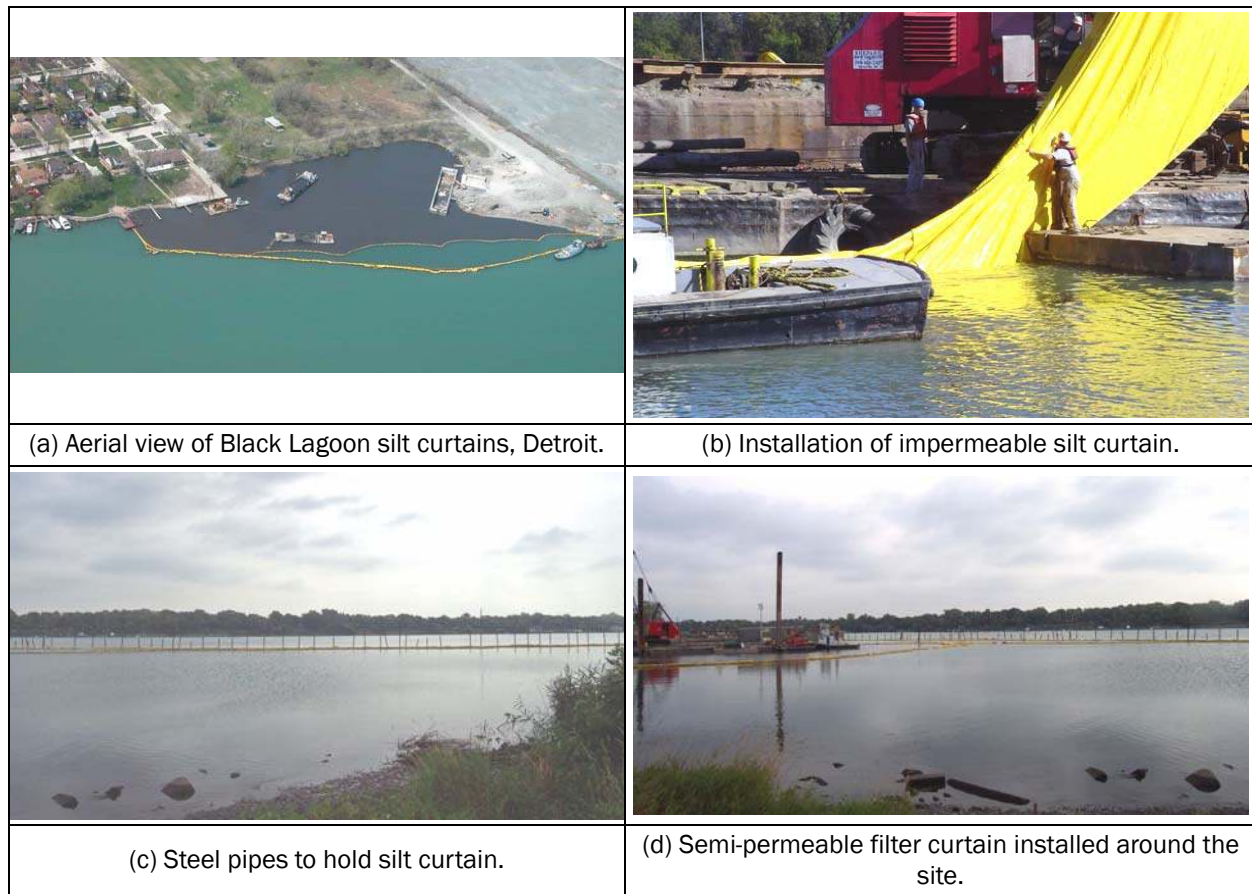 (a) Aerial view of Black Lagoon silt curtains, Detroit.
(b) Installation of impermeable silt curtain.
(c) Steel pipes to hold silt curtain.
(d) Semi-permeable filter curtain installed around the
site.